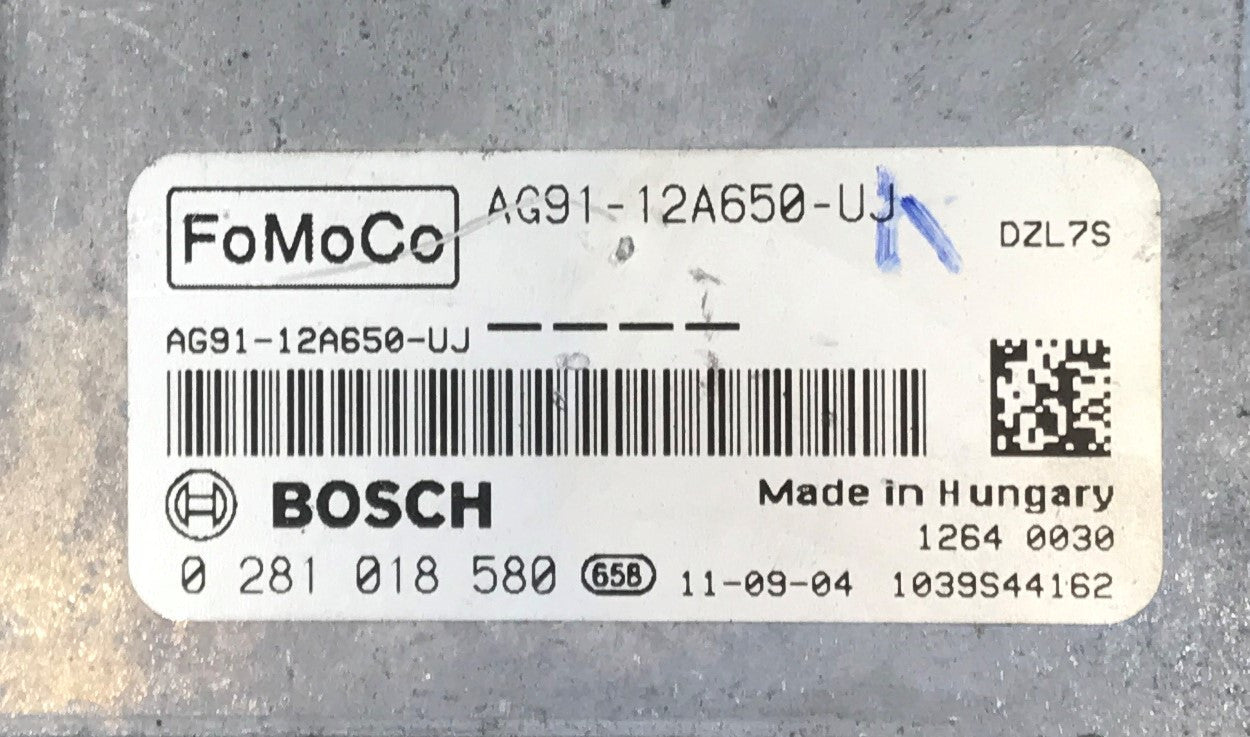 FoMoCo AG91-12A650-UJ DZL7S
AG91-12A650-UJ ————
BOSCH Made in Hungary
1264 0030
0 281 018 580 65B 11-09-04 1039S44162